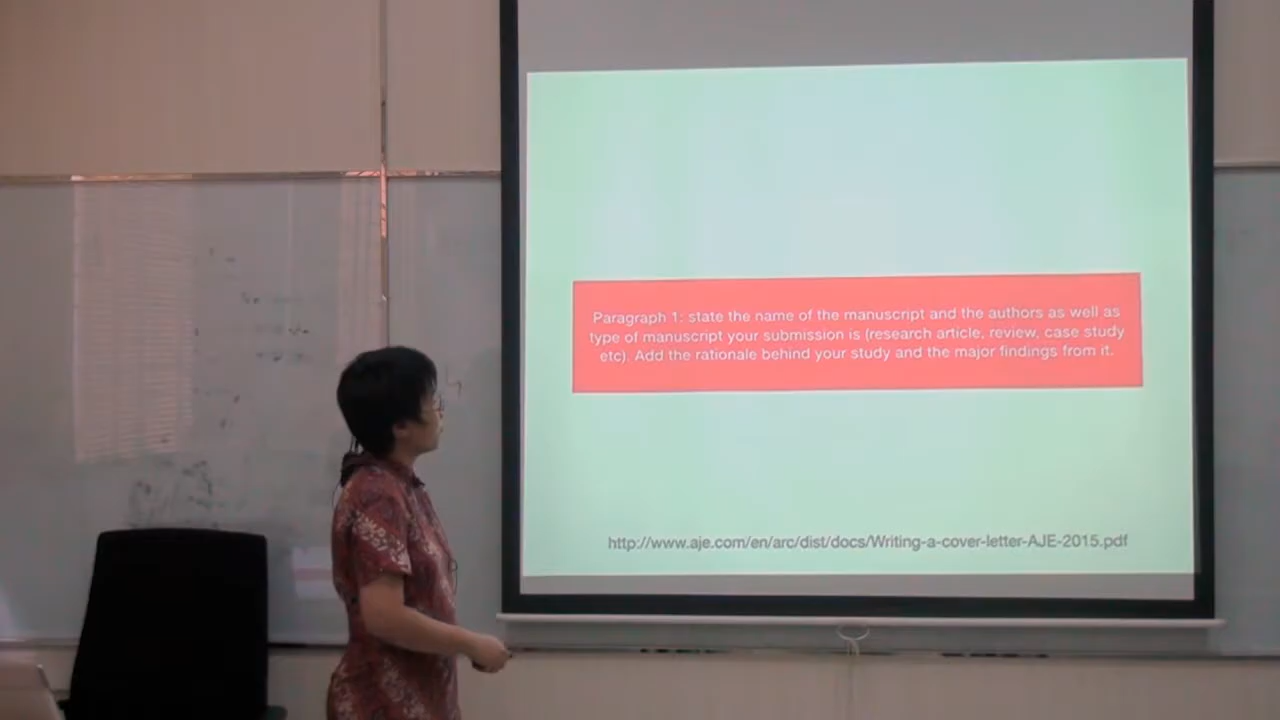 Paragraph 1: state the name of the manuscript and the authors as well as
type of manuscript your submission is (research article, review, case study
etc). Add the rationale behind your study and the major findings from it.
http://www.aje.com/en/arc/dist/docs/Writing-a-cover-letter-AJE-2015.pdf